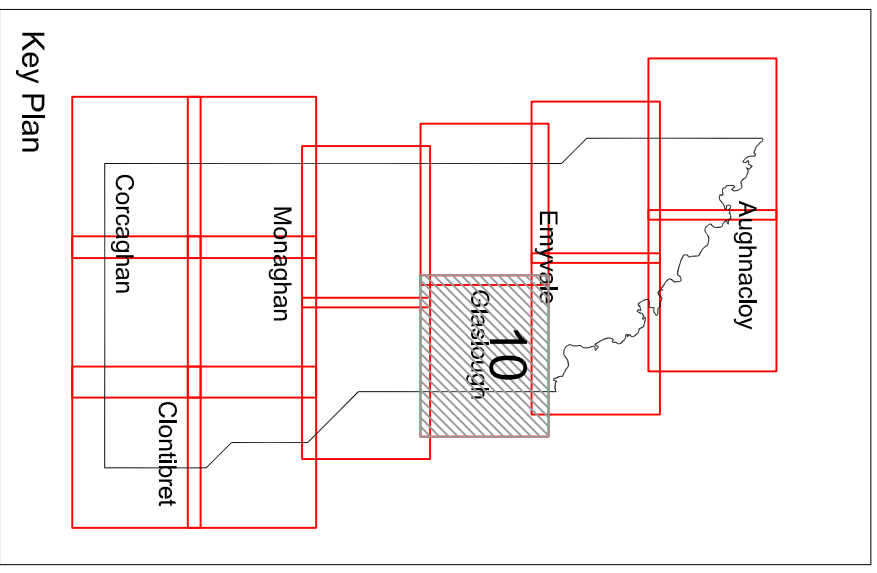 Key Plan
Aughnacloy
Emyvale
Glaslough
10
Monaghan
Corcaghan
Clontibret